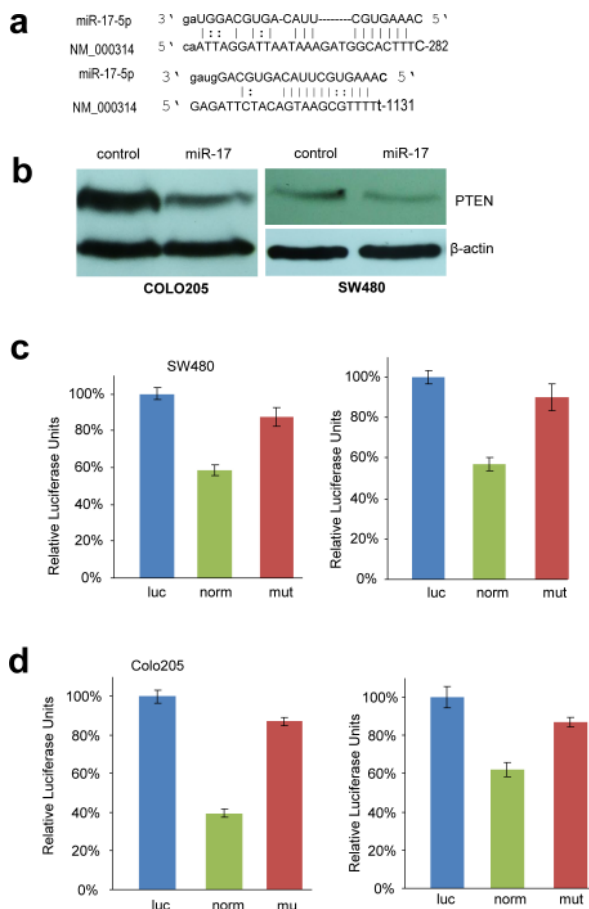 a
miR-17-5p 3' gaUGGACGUGA-CAUU--------CGUGAAAC 5'
NM_000314 5' caATTAGGATTAATAAAGATGGCACTTTC-282
miR-17-5p 3' gaugGACGUGACAUUCGUGAAAC 5'
NM_000314 5' GAGATTCTACAGTAAGCGTTTTt-1131
b
control miR-17 control miR-17
PTEN
β-actin
COLO205 SW480
c
SW480
Relative Luciferase Units
100%
80%
60%
40%
20%
0%
luc norm mut
Relative Luciferase Units
100%
80%
60%
40%
20%
0%
luc norm mut
d
Colo205
Relative Luciferase Units
100%
80%
60%
40%
20%
0%
luc norm mu
Relative Luciferase Units
100%
80%
60%
40%
20%
0%
luc norm mut